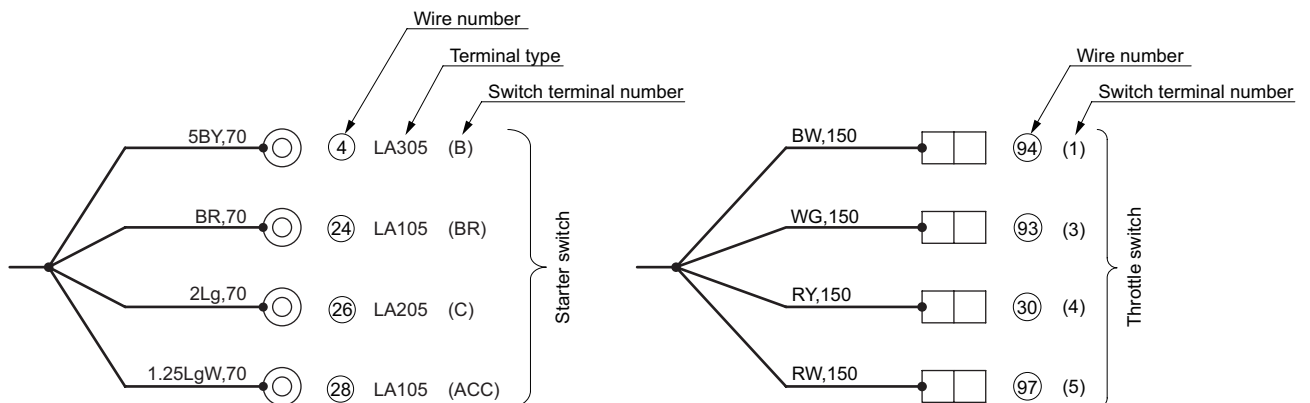 Wire number
Terminal type
Switch terminal number
5BY,70 4 LA305 (B)
BR,70 24 LA105 (BR)
2Lg,70 26 LA205 (C)
1.25LgW,70 28 LA105 (ACC)
Starter switch
Wire number
Switch terminal number
BW,150 94 (1)
WG,150 93 (3)
RY,150 30 (4)
RW,150 97 (5)
Throttle switch